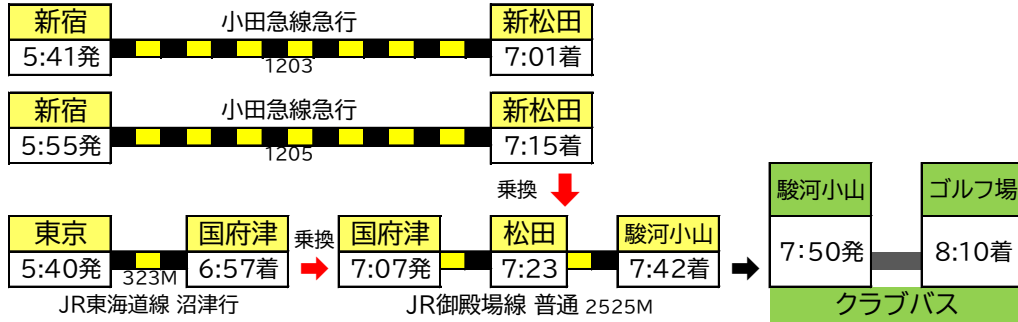 新宿 小田急線急行 新松田
5:41発 1203 7:01着
新宿 小田急線急行 新松田
5:55発 1205 7:15着
乗換
駿河小山 ゴルフ場
7:50発 8:10着
クラブバス
東京 国府津 乗換 国府津 松田 駿河小山
5:40発 323M 6:57着 7:07発 7:23 7:42着
JR東海道線 沼津行 JR御殿場線 普通 2525M